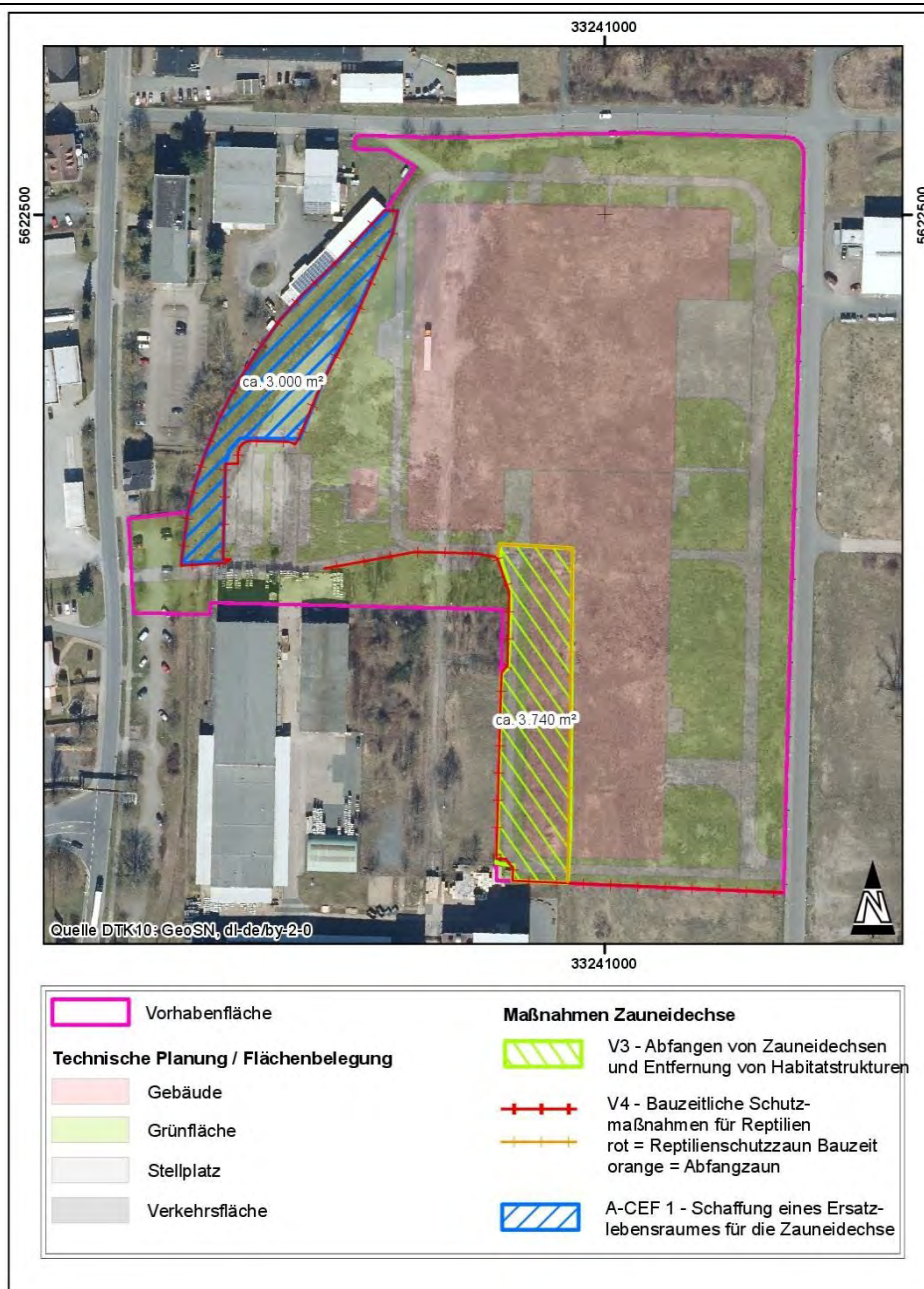 33241000
5622500
5622500
ca. 3.000 m²
ca. 3.740 m²
N
Quelle DTK10: GeoSN, dl-de/by-2-0
33241000
Vorhabenfläche
Technische Planung / Flächenbelegung
Gebäude
Grünfläche
Stellplatz
Verkehrsfläche
Maßnahmen Zauneidechse
V3 - Abfangen von Zauneidechsen
und Entfernung von Habitatstrukturen
V4 - Bauzeitliche Schutz-
maßnahmen für Reptilien
rot = Reptilienschutzzaun Bauzeit
orange = Abfangzaun
A-CEF 1 - Schaffung eines Ersatz-
lebensraumes für die Zauneidechse